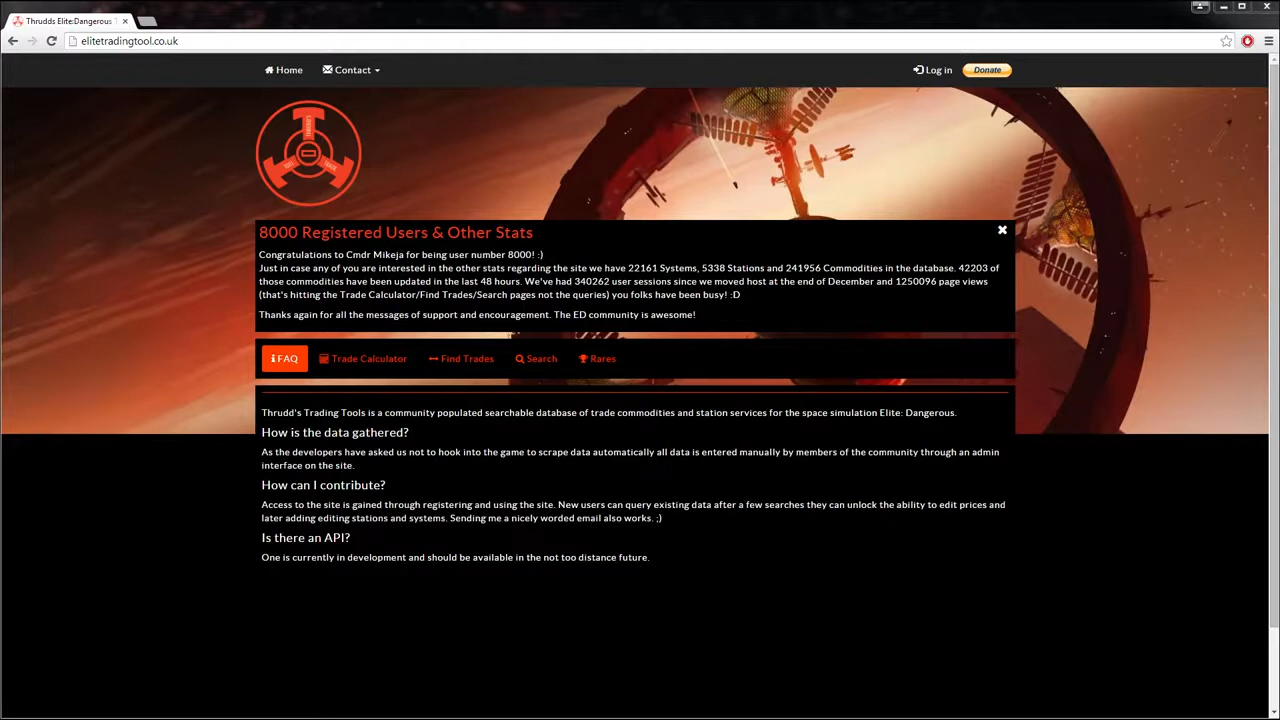 Thrudds Elite:Dangerous T
elitetradingtool.co.uk
Home
Contact
Log in
Donate
8000 Registered Users & Other Stats
Congratulations to Cmdr Mikeja for being user number 8000! :)
Just in case any of you are interested in the other stats regarding the site we have 22161 Systems, 5338 Stations and 241956 Commodities in the database. 42203 of
those commodities have been updated in the last 48 hours. We've had 340262 user sessions since we moved host at the end of December and 1250096 page views
(that's hitting the Trade Calculator/Find Trades/Search pages not the queries) you folks have been busy! :D
Thanks again for all the messages of support and encouragement. The ED community is awesome!
FAQ
Trade Calculator
Find Trades
Search
Rares
Thrudd's Trading Tools is a community populated searchable database of trade commodities and station services for the space simulation Elite: Dangerous.
How is the data gathered?
As the developers have asked us not to hook into the game to scrape data automatically all data is entered manually by members of the community through an admin
interface on the site.
How can I contribute?
Access to the site is gained through registering and using the site. New users can query existing data after a few searches they can unlock the ability to edit prices and
later adding editing stations and systems. Sending me a nicely worded email also works. ;)
Is there an API?
One is currently in development and should be available in the not too distance future.